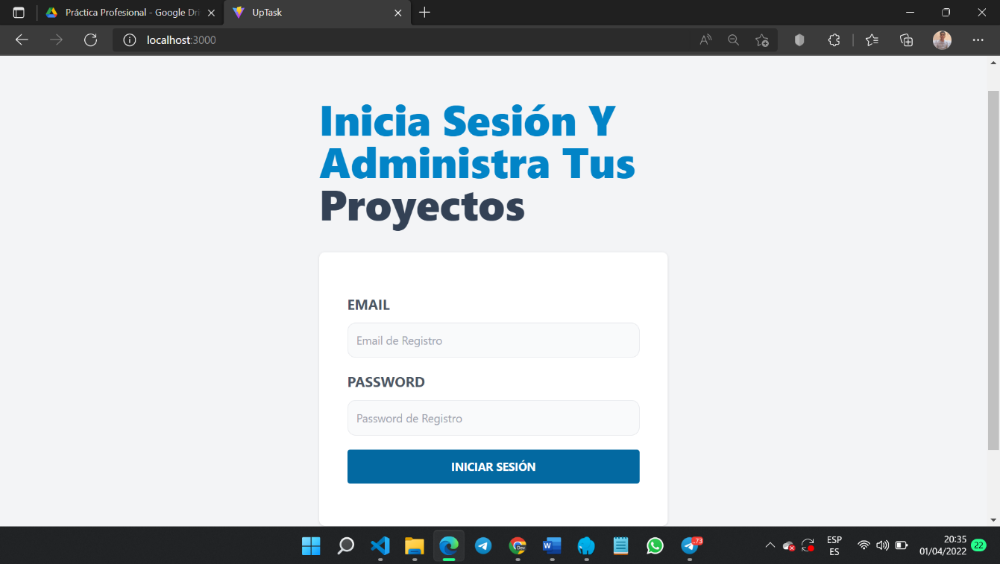 Práctica Profesional - Google Dri
UpTask
localhost:3000
Inicia Sesión Y
Administra Tus
Proyectos
EMAIL
Email de Registro
PASSWORD
Password de Registro
INICIAR SESIÓN
Dev
W
73
ESP
ES
20:35
01/04/2022
22